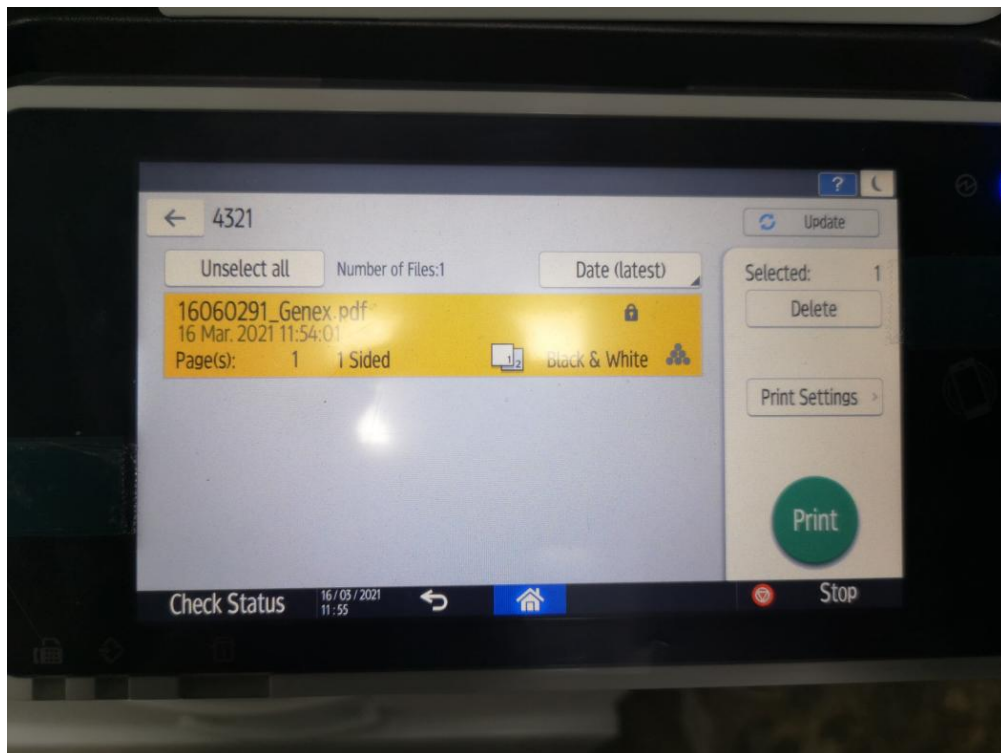 ?
← 4321
Update
Unselect all
Number of Files:1
Date (latest)
Selected: 1
16060291_Genex.pdf
16 Mar. 2021 11:54:01
Page(s): 1 1 Sided
1 2
Black & White
Delete
Print Settings >
Print
Check Status
16/03/2021
11:55
Stop